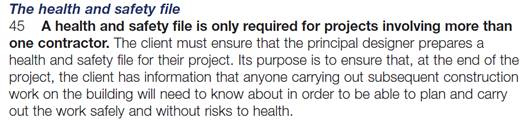 The health and safety file
45 A health and safety file is only required for projects involving more than
one contractor. The client must ensure that the principal designer prepares a
health and safety file for their project. Its purpose is to ensure that, at the end of the
project, the client has information that anyone carrying out subsequent construction
work on the building will need to know about in order to be able to plan and carry
out the work safely and without risks to health.